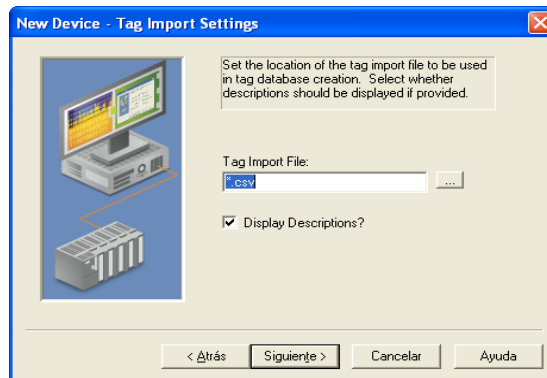 New Device - Tag Import Settings
Set the location of the tag import file to be used
in tag database creation.  Select whether
descriptions should be displayed if provided.
Tag Import File:
*.csv
...
Display Descriptions?
< Atrás
Siguiente >
Cancelar
Ayuda